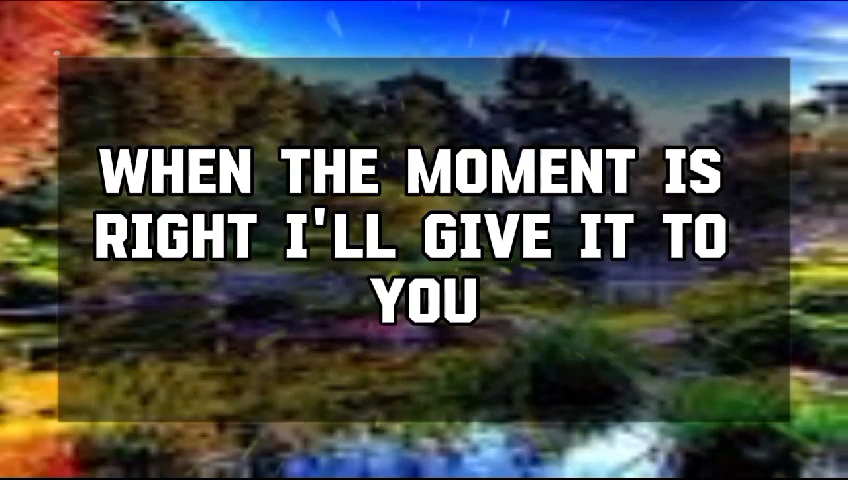 WHEN THE MOMENT IS
RIGHT I'LL GIVE IT TO
YOU